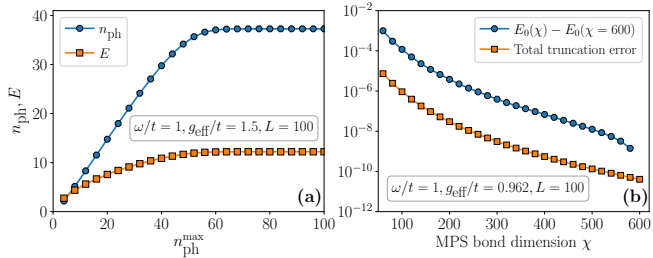 n_ph
E
ω/t = 1, g_eff/t = 1.5, L = 100
(a)
n_ph, E
0 10 20 30 40
0 20 40 60 80 100
n_ph^max
E_0(χ) − E_0(χ = 600)
Total truncation error
ω/t = 1, g_eff/t = 0.962, L = 100
(b)
10^−2
10^−4
10^−6
10^−8
10^−10
10^−12
100 200 300 400 500 600
MPS bond dimension χ